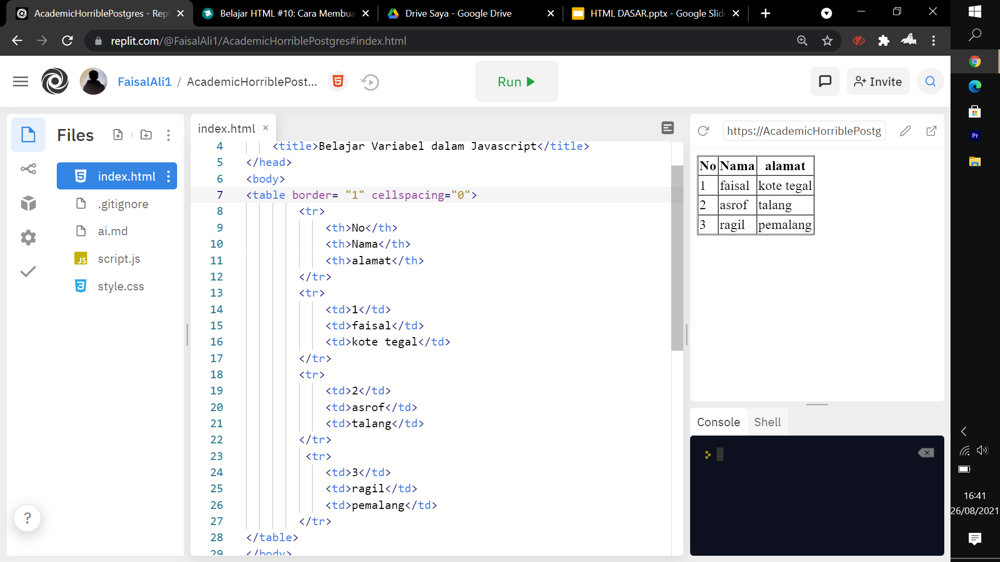 AcademicHorriblePostgres - Repl
Belajar HTML #10: Cara Membua
Drive Saya - Google Drive
HTML DASAR.pptx - Google Slide
replit.com/@FaisalAli1/AcademicHorriblePostgres#index.html
FaisalAli1 / AcademicHorriblePost...
Run
Invite
Files
index.html
.gitignore
ai.md
script.js
style.css
?
index.html
4 <title>Belajar Variabel dalam Javascript</title>
5 </head>
6 <body>
7 <table border= "1" cellspacing="0">
8 <tr>
9 <th>No</th>
10 <th>Nama</th>
11 <th>alamat</th>
12 </tr>
13 <tr>
14 <td>1</td>
15 <td>faisal</td>
16 <td>kote tegal</td>
17 </tr>
18 <tr>
19 <td>2</td>
20 <td>asrof</td>
21 <td>talang</td>
22 </tr>
23 <tr>
24 <td>3</td>
25 <td>ragil</td>
26 <td>pemalang</td>
27 </tr>
28 </table>
29 </body>
https://AcademicHorriblePostg
No Nama alamat
1 faisal kote tegal
2 asrof talang
3 ragil pemalang
Console Shell
Pr
16:41
26/08/2021